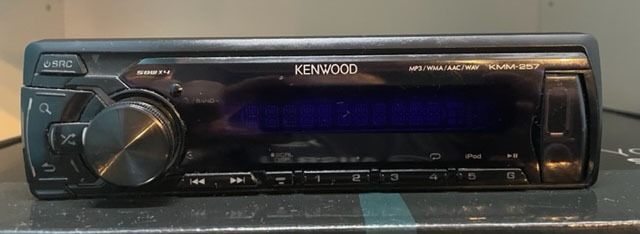 SRC
50W×4
KENWOOD
MP3/WMA/AAC/WAV KMM-257
iPod
1 2 3 4 5 6